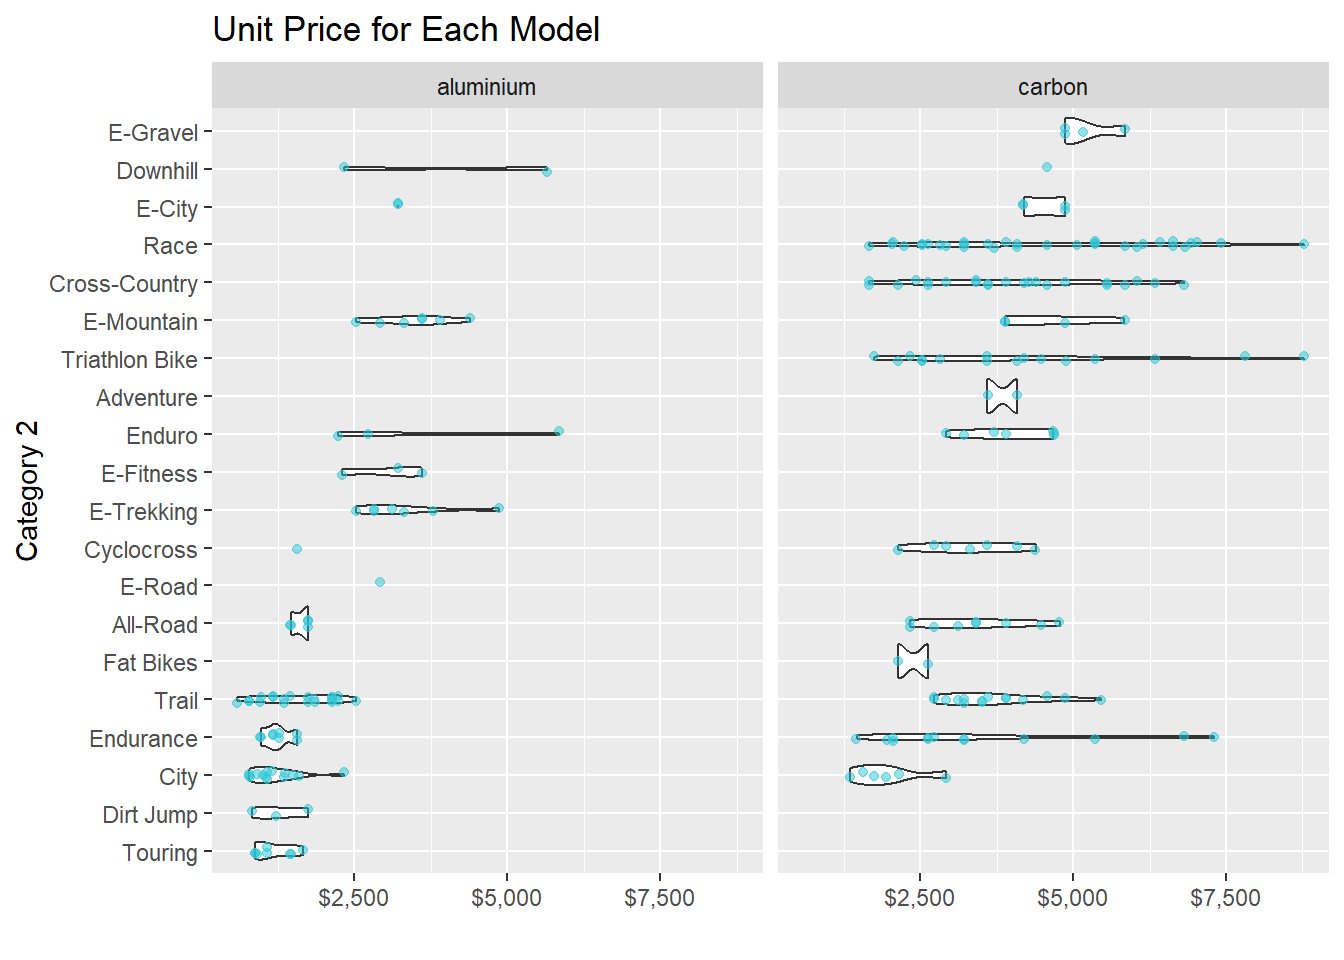 Unit Price for Each Model
aluminium
carbon
Category 2
E-Gravel
Downhill
E-City
Race
Cross-Country
E-Mountain
Triathlon Bike
Adventure
Enduro
E-Fitness
E-Trekking
Cyclocross
E-Road
All-Road
Fat Bikes
Trail
Endurance
City
Dirt Jump
Touring
$2,500 $5,000 $7,500
$2,500 $5,000 $7,500